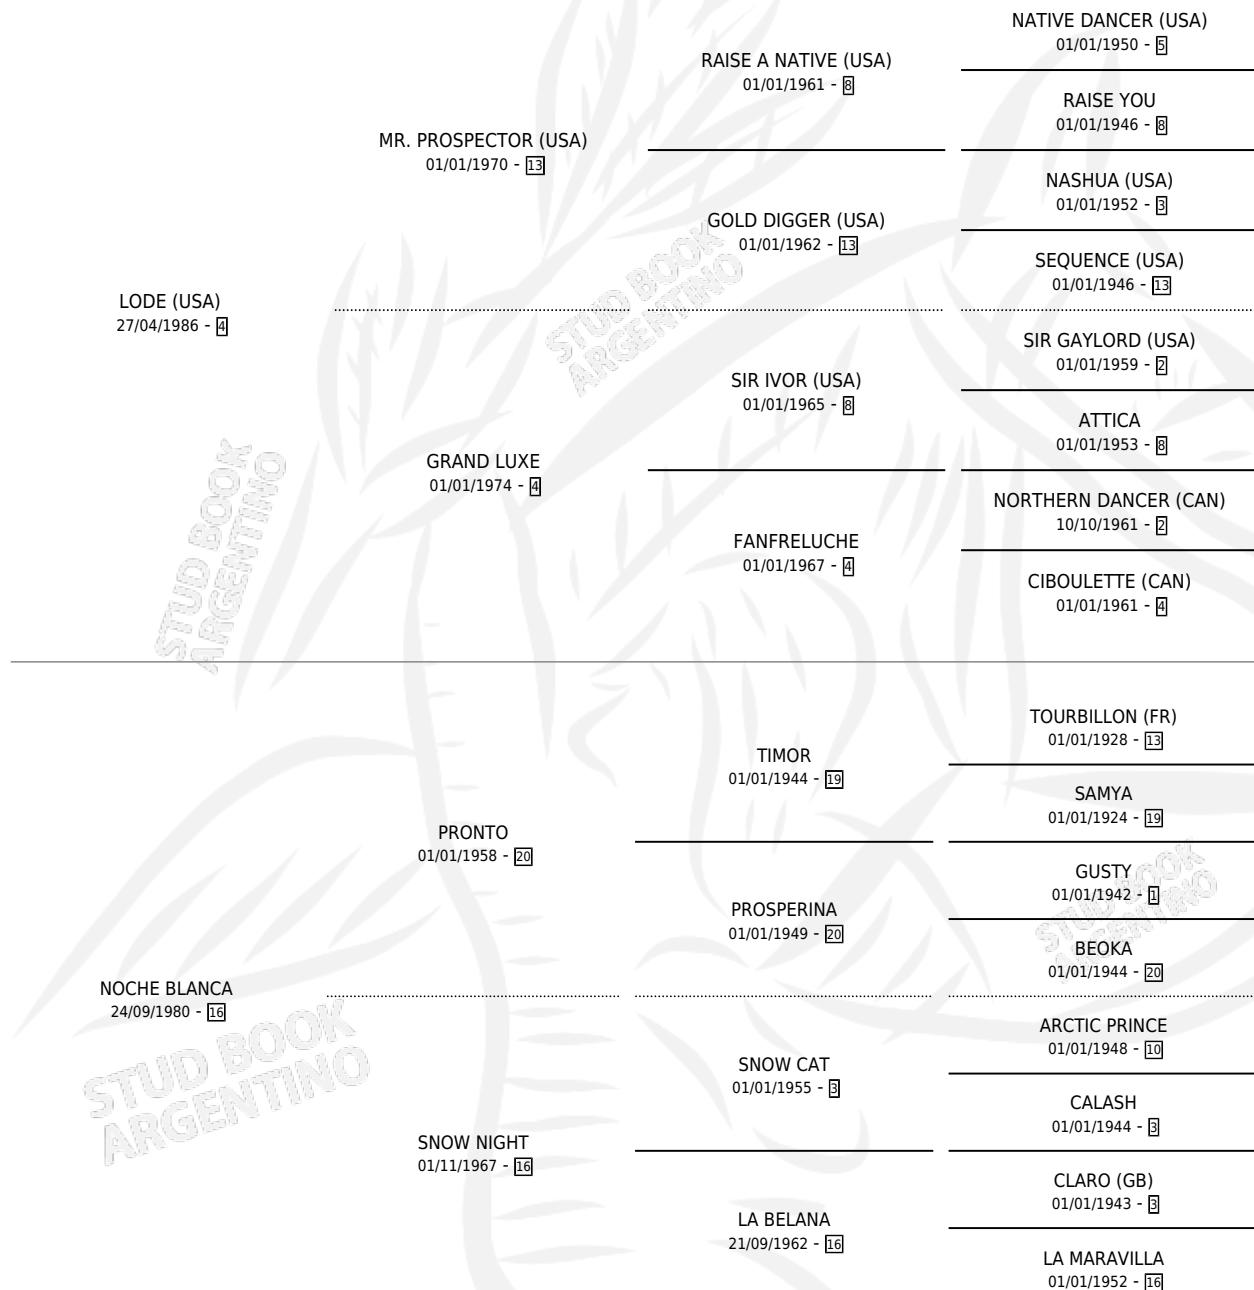 NATIVE DANCER (USA)
01/01/1950 - 5
RAISE A NATIVE (USA)
01/01/1961 - 8
RAISE YOU
01/01/1946 - 8
MR. PROSPECTOR (USA)
01/01/1970 - 13
NASHUA (USA)
01/01/1952 - 3
GOLD DIGGER (USA)
01/01/1962 - 13
SEQUENCE (USA)
01/01/1946 - 13
LODE (USA)
27/04/1986 - 4
SIR GAYLORD (USA)
01/01/1959 - 2
SIR IVOR (USA)
01/01/1965 - 8
ATTICA
01/01/1953 - 8
GRAND LUXE
01/01/1974 - 4
NORTHERN DANCER (CAN)
10/10/1961 - 2
FANFRELUCHE
01/01/1967 - 4
CIBOULETTE (CAN)
01/01/1961 - 4
TOURBILLON (FR)
01/01/1928 - 13
TIMOR
01/01/1944 - 19
SAMYA
01/01/1924 - 19
PRONTO
01/01/1958 - 20
GUSTY
01/01/1942 - 1
PROSPERINA
01/01/1949 - 20
BEOKA
01/01/1944 - 20
NOCHE BLANCA
24/09/1980 - 16
ARCTIC PRINCE
01/01/1948 - 10
SNOW CAT
01/01/1955 - 3
CALASH
01/01/1944 - 3
SNOW NIGHT
01/11/1967 - 16
CLARO (GB)
01/01/1943 - 3
LA BELANA
21/09/1962 - 16
LA MARAVILLA
01/01/1952 - 16
STUD BOOK
ARGENTINO
STUD BOOK
ARGENTINO
STUD BOOK
ARGENTINO
STUD BOOK
ARGENTINO